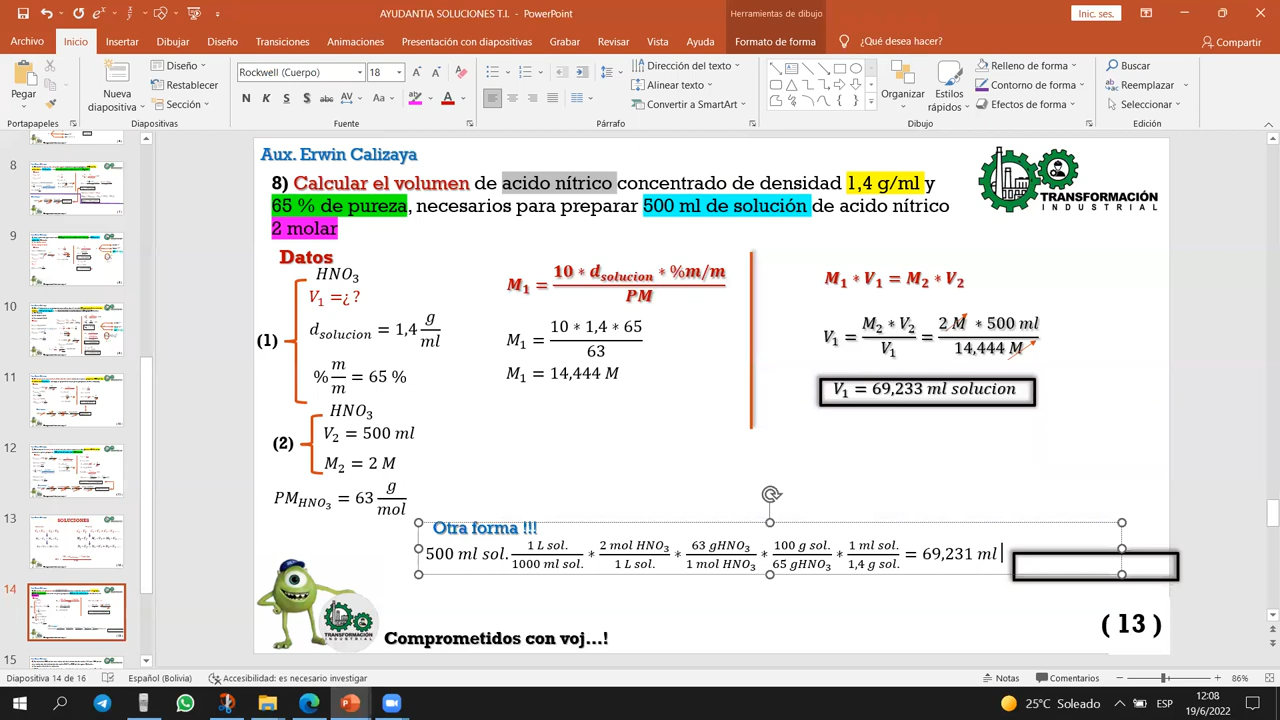 AYUDANTIA SOLUCIONES T.I. - PowerPoint
Herramientas de dibujo
Inic. ses.
Archivo Inicio Insertar Dibujar Diseño Transiciones Animaciones Presentación con diapositivas Grabar Revisar Vista Ayuda Formato de forma ¿Qué desea hacer? Compartir
Pegar
Nueva diapositiva
Diseño
Restablecer
Sección
Rockwell (Cuerpo) 18
N K S S abc AV Aa A
Dirección del texto
Alinear texto
Convertir a SmartArt
Organizar
Estilos rápidos
Relleno de forma
Contorno de forma
Efectos de forma
Buscar
Reemplazar
Seleccionar
Portapapeles Diapositivas Fuente Párrafo Dibujo Edición
8
9
10
11
12
13
SOLUCIONES
14
15
Aux. Erwin Calizaya
8) Calcular el volumen de acido nítrico concentrado de densidad 1,4 g/ml y
65 % de pureza, necesarios para preparar 500 ml de solución de acido nítrico
2 molar
TRANSFORMACIÓN
INDUSTRIAL
Datos
(1)
HNO₃
V₁ =¿ ?
d_solucion = 1,4 g/ml
% m/m = 65 %
(2)
HNO₃
V₂ = 500 ml
M₂ = 2 M
PM_HNO₃ = 63 g/mol
M₁ = 10 * d_solucion * %m/m / PM
M₁ = 10 * 1,4 * 65 / 63
M₁ = 14,444 M
M₁ * V₁ = M₂ * V₂
V₁ = M₂ * V₂ / V₁ = 2 M * 500 ml / 14,444 M
V₁ = 69,233 ml solucion
Otra forma !!!
500 ml sol. 1 L sol. / 1000 ml sol. * 2 mol HNO₃ / 1 L sol. * 63 gHNO₃ / 1 mol HNO₃ * 100 g sol. / 65 gHNO₃ * 1 ml sol. / 1,4 g sol. = 69,231 ml
TRANSFORMACIÓN
INDUSTRIAL
Comprometidos con voj...!
( 13 )
Diapositiva 14 de 16 Español (Bolivia) Accesibilidad: es necesario investigar Notas Comentarios 86%
25°C Soleado ESP 12:08
19/6/2022